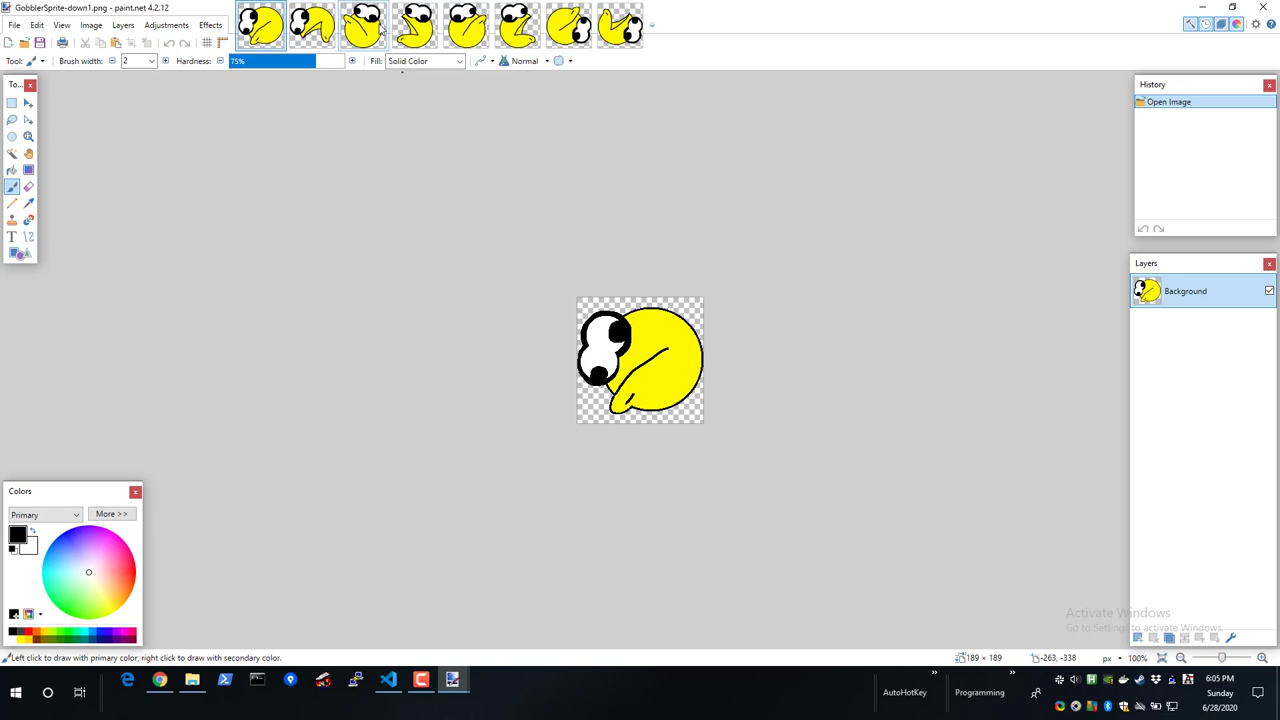 GobblerSprite-down1.png - paint.net 4.2.12
File Edit View Image Layers Adjustments Effects
Tool: Brush width: 2 Hardness: 75% Fill: Solid Color Normal
To...
History
Open Image
Layers
Background
Colors
Primary More >>
Activate Windows
Go to Settings to activate Windows.
Left click to draw with primary color, right click to draw with secondary color. 189 × 189 -263, -338 px 100%
AutoHotKey Programming
6:05 PM
Sunday
6/28/2020